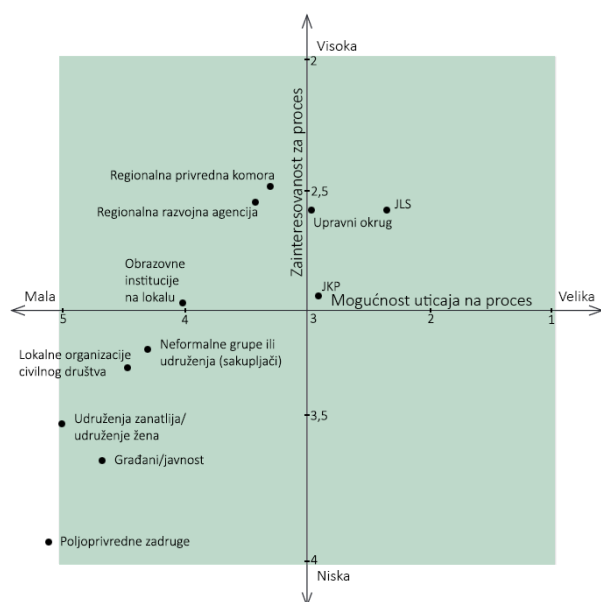 Visoka
2
Zainteresovanost za proces
Regionalna privredna komora
2,5
Regionalna razvojna agencija
JLS
Upravni okrug
Obrazovne
institucije
na lokalu
JKP
Mala
Mogućnost uticaja na proces
Velika
5
4
3
2
1
Neformalne grupe ili
udruženja (sakupljači)
Lokalne organizacije
civilnog društva
3,5
Udruženja zanatlija/
udruženje žena
Građani/javnost
Poljoprivredne zadruge
4
Niska